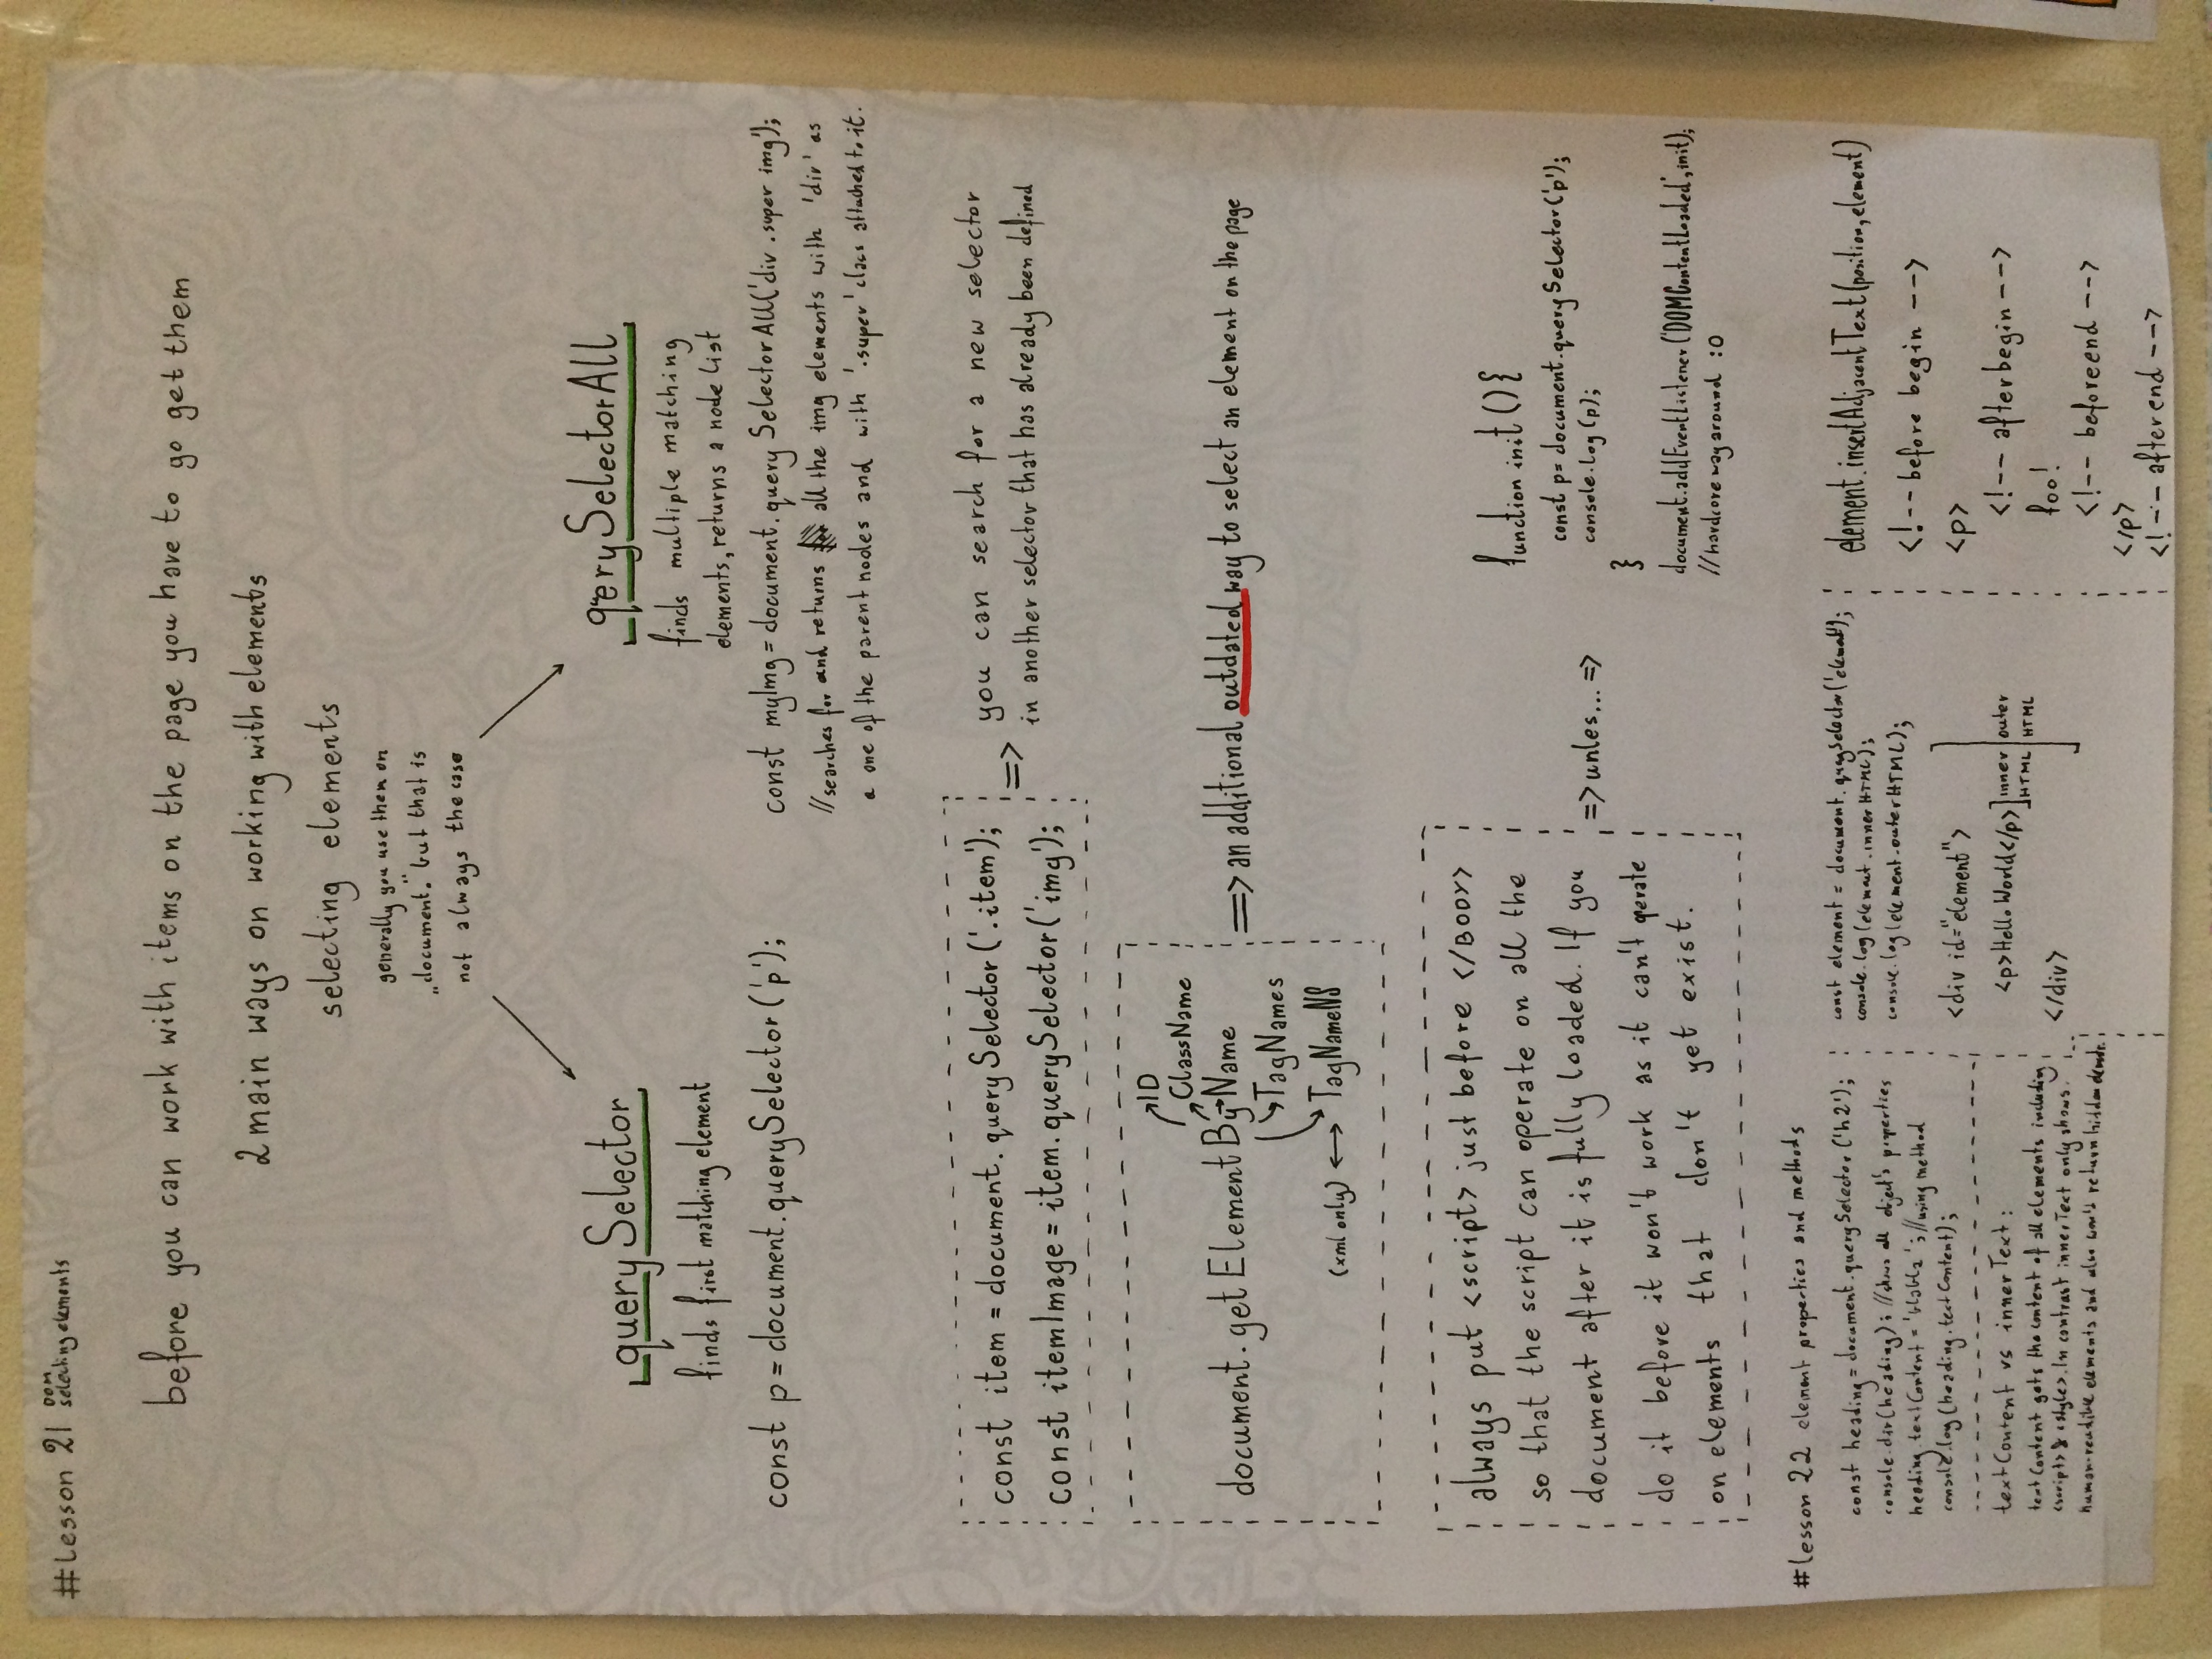 #Lesson 21 DOM selecting elements
before you can work with items on the page you have to go get them
2 main ways on working with elements
selecting elements
generally you use them on
„document.“ but that is
not always the case
querySelector
finds first matching element
const p = document.querySelector('p');
qerySelectorAll
finds multiple matching
elements, returns a node list
const myImg = document.querySelectorAll('div .super img');
//searches for and returns all the img elements with 'div' as
a one of the parent nodes and with '.super' class attached to it.
const item = document.querySelector('.item');
const itemImage = item.querySelector('img');
=> you can search for a new selector
in another selector that has already been defined
ID
ClassName
document.getElementByName
TagNames
(xml only) <-> TagNameNS
=> an additional outdated way to select an element on the page
always put <script> just before </BODY>
so that the script can operate on all the
document after it is fully loaded. If you
do it before it won't work as it can't operate
on elements that don't yet exist.
=> unles... =>
function init(){
const p= document.querySelector('p');
console.log(p);
}
document.addEventListener('DOMContentLoaded',init);
//hardcore way around :O
#lesson 22 element properties and methods
const heading = document.querySelector('h2');
console.dir(heading); //shows all object's properties
heading.textContent = 'blabla'; //using method
console.log(heading.textContent);
textContent vs innerText:
textContent gets the content of all elements including
<script> & <style>. In contrast innerText only shows
human-readible elements and also won't return hidden
const element = document.querySelector('element');
console.log(element.innerHTML);
console.log(element.outerHTML);
<div id="element">
<p>Hello World</p> ] inner HTML
</div>
] outer HTML
element.insertAdjacentText(position, element)
<!-- before begin -->
<p>
<!-- afterbegin -->
foo!
<!-- beforeend -->
</p>
<!-- afterend -->